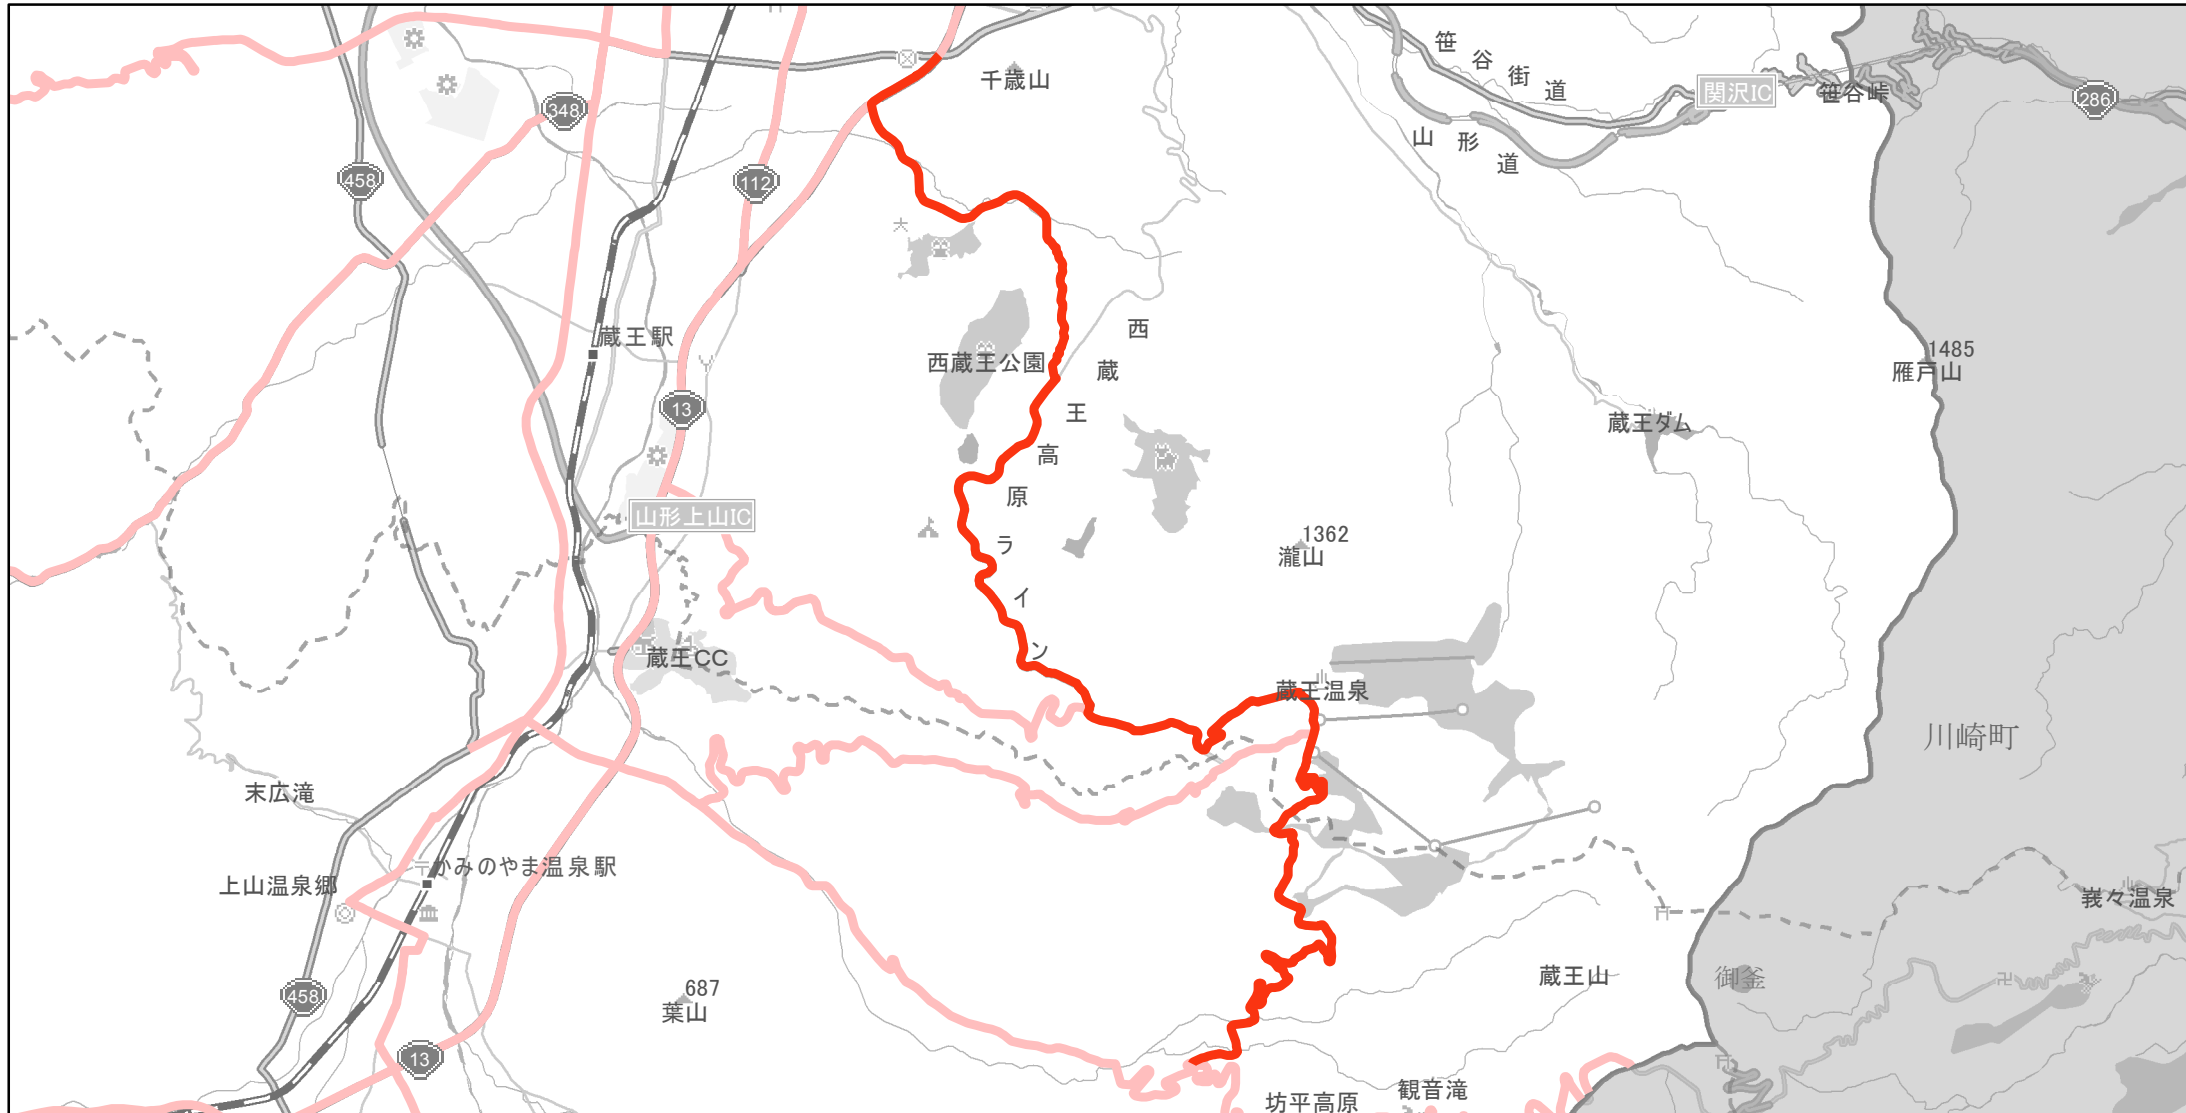 笹谷街道
千歳山
関沢IC
笹谷峠
286
348
山形道
458
112
西蔵王高原ライン
蔵王駅
1485
雁戸山
西蔵王公園
13
蔵王ダム
山形上山IC
1362
瀧山
蔵王CC
蔵王温泉
川崎町
末広滝
かみのやま温泉駅
上山温泉郷
峩々温泉
蔵王山
御釜
458
687
葉山
13
観音滝
坊平高原